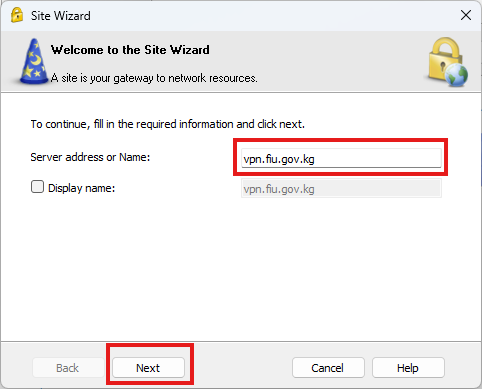 Site Wizard
Welcome to the Site Wizard
A site is your gateway to network resources.
To continue, fill in the required information and click next.
Server address or Name:
vpn.fiu.gov.kg
Display name:
vpn.fiu.gov.kg
Back
Next
Cancel
Help